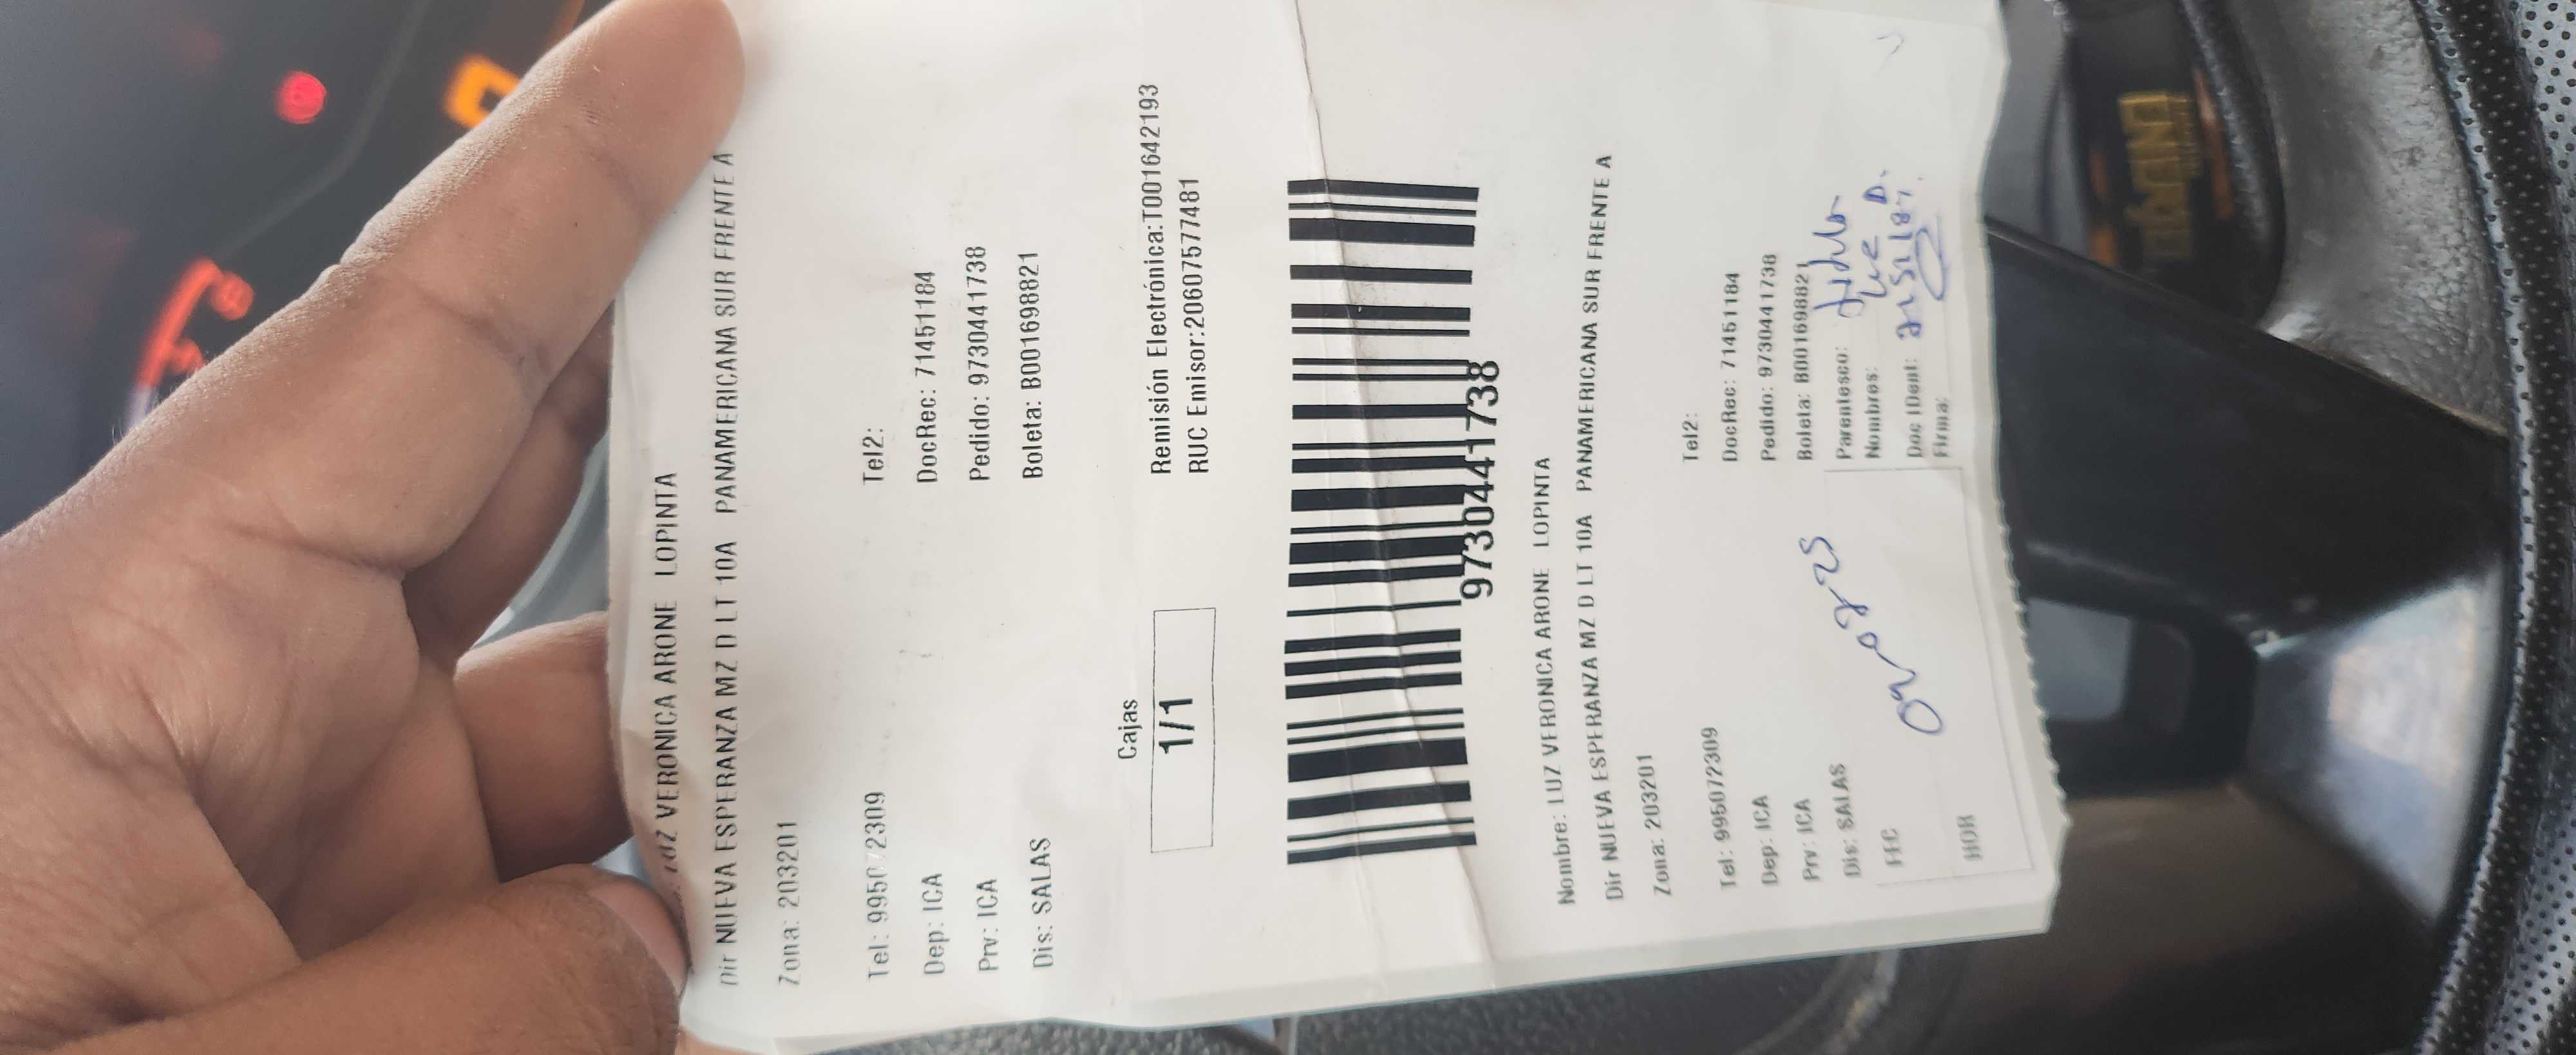 LUZ VERONICA ARONE LOPINTA
Dir NUEVA ESPERANZA MZ D LT 10A PANAMERICANA SUR FRENTE A
Zona: 203201
Tel: 995072309 Tel2:
Dep: ICA DocRec: 71451184
Prv: ICA Pedido: 9730441738
Dis: SALAS Boleta: B001698821
Cajas
1/1
Remisión Electrónica:T001642193
RUC Emisor:20607577481
9730441738
Nombre: LUZ VERONICA ARONE LOPINTA
Dir NUEVA ESPERANZA MZ D LT 10A PANAMERICANA SUR FRENTE A
Zona: 203201
Tel: 995072309 Tel2:
Dep: ICA DocRec: 71451184
Prv: ICA Pedido: 9730441738
Dis: SALAS Boleta: B001698821
FEC
HOR
Parentesco:
Nombres:
Doc IDent:
Firma: